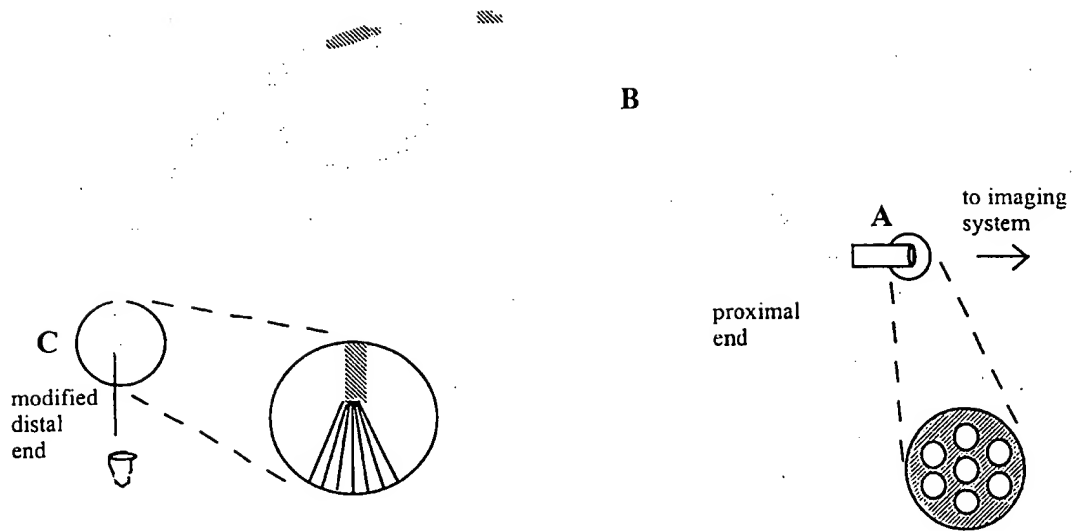 B
A
to imaging
system
proximal
end
C
modified
distal
end